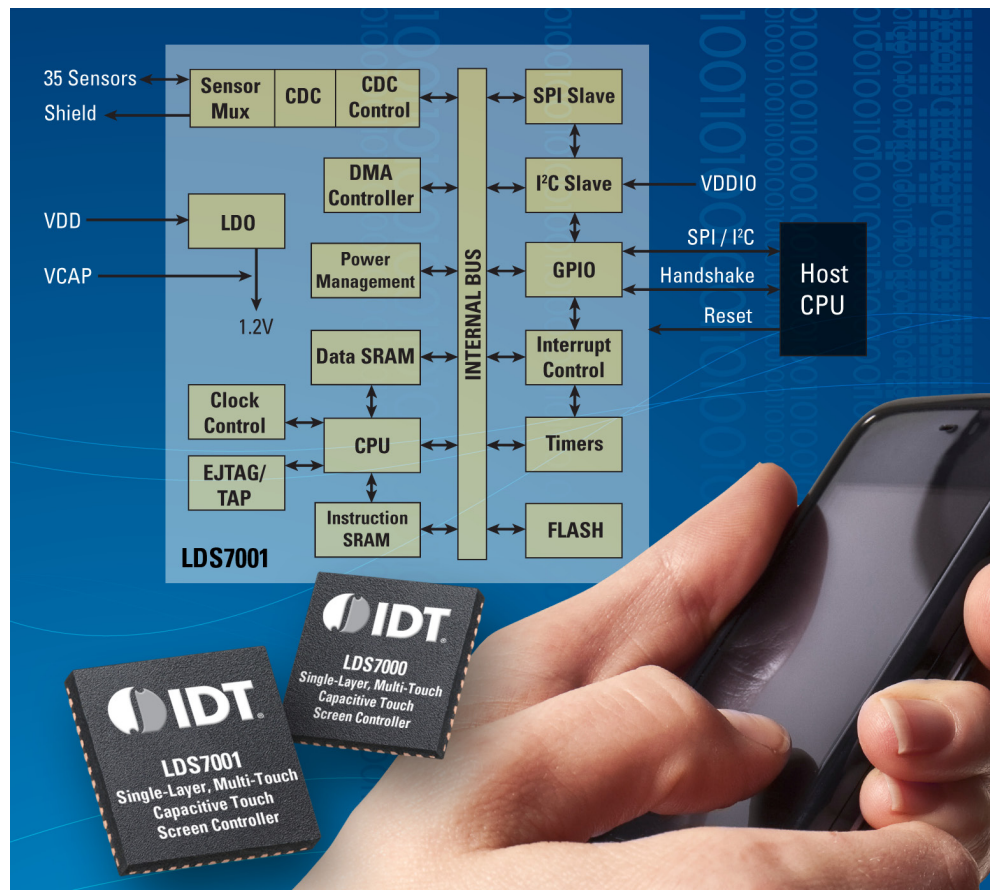 35 Sensors
Shield
Sensor
Mux
CDC
CDC
Control
SPI Slave
DMA
Controller
I²C Slave
VDDIO
VDD
LDO
VCAP
1.2V
Power
Management
INTERNAL BUS
GPIO
SPI / I²C
Handshake
Reset
Host
CPU
Data SRAM
Interrupt
Control
Clock
Control
CPU
Timers
EJTAG/
TAP
Instruction
SRAM
FLASH
LDS7001
IDT.
LDS7000
Single-Layer, Multi-Touch
Capacitive Touch
Screen Controller
IDT.
LDS7001
Single-Layer, Multi-Touch
Capacitive Touch
Screen Controller